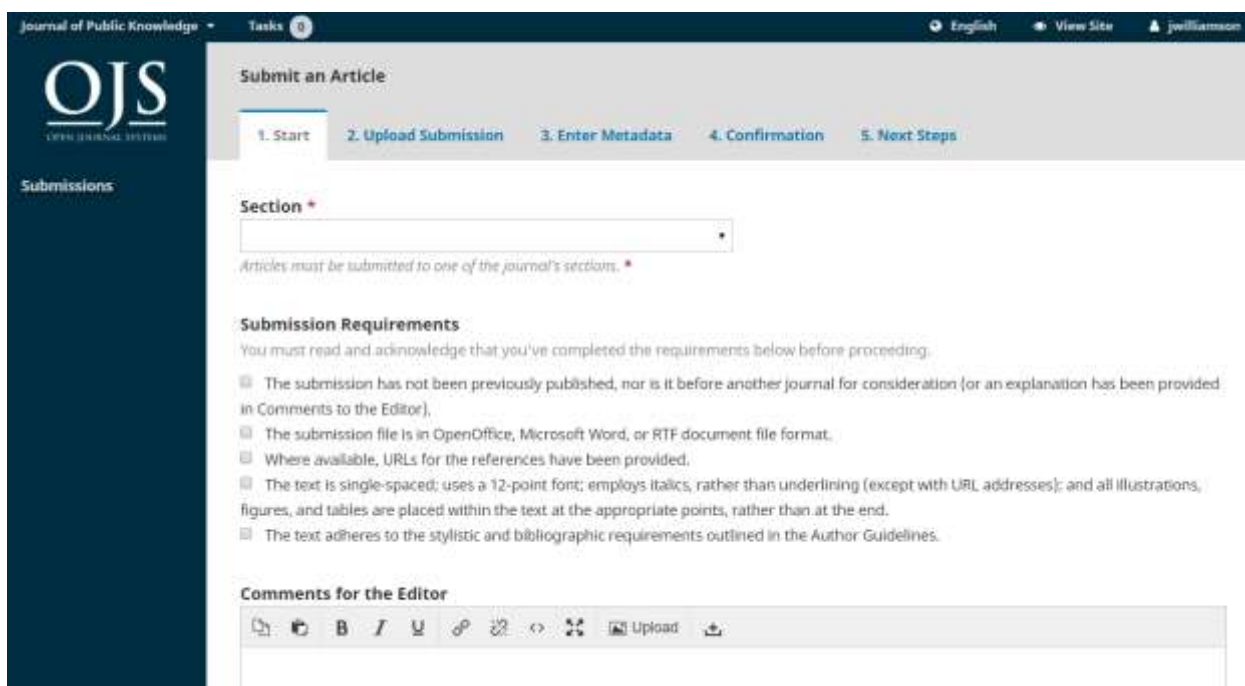 Journal of Public Knowledge
Tasks 0
English
View Site
jwilliamson
OJS
OPEN JOURNAL SYSTEMS
Submissions
Submit an Article
1. Start
2. Upload Submission
3. Enter Metadata
4. Confirmation
5. Next Steps
Section *
Articles must be submitted to one of the journal's sections. *
Submission Requirements
You must read and acknowledge that you've completed the requirements below before proceeding.
The submission has not been previously published, nor is it before another journal for consideration (or an explanation has been provided
in Comments to the Editor).
The submission file is in OpenOffice, Microsoft Word, or RTF document file format.
Where available, URLs for the references have been provided.
The text is single-spaced; uses a 12-point font; employs italics, rather than underlining (except with URL addresses); and all illustrations,
figures, and tables are placed within the text at the appropriate points, rather than at the end.
The text adheres to the stylistic and bibliographic requirements outlined in the Author Guidelines.
Comments for the Editor
B I U Upload